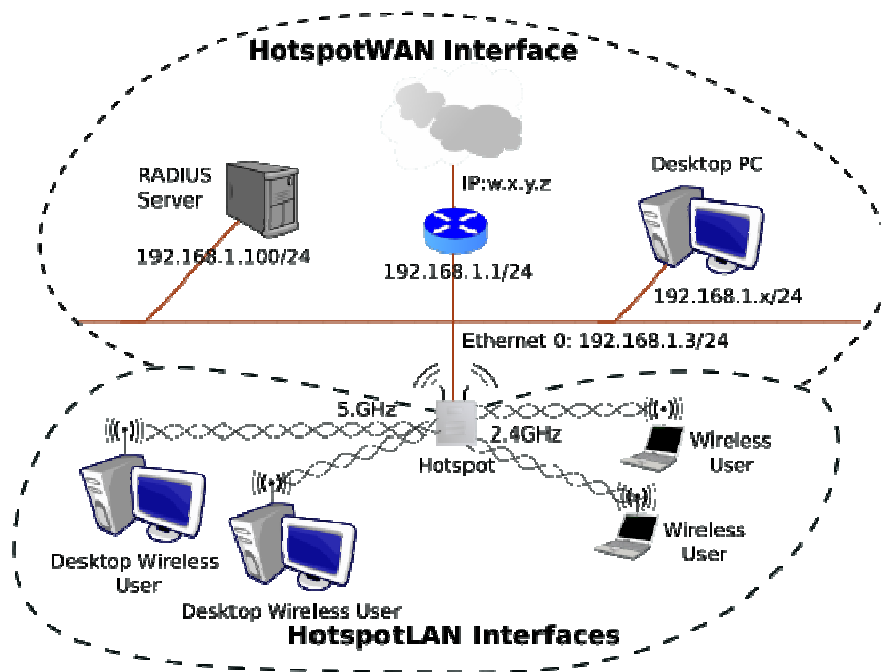 HotspotWAN Interface
RADIUS
Server
IP:w.x.y.z
Desktop PC
192.168.1.100/24
192.168.1.1/24
192.168.1.x/24
Ethernet 0: 192.168.1.3/24
5.GHz
2.4GHz
Hotspot
Wireless
User
Wireless
User
Desktop Wireless
User
Desktop Wireless User
HotspotLAN Interfaces